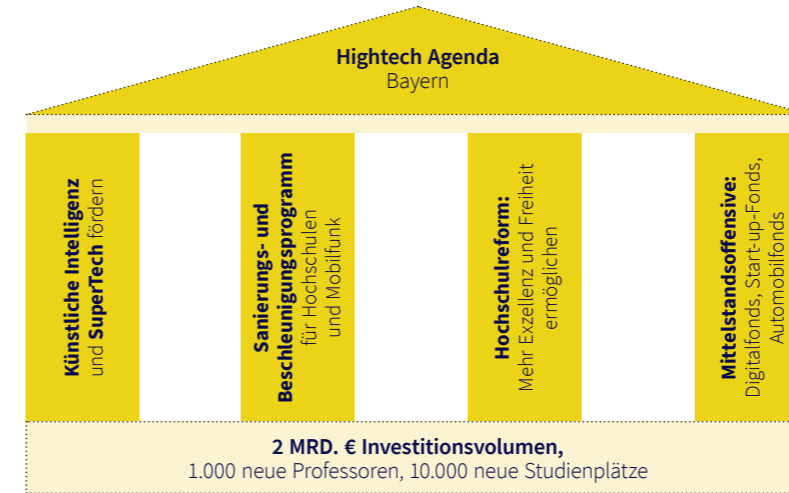 Hightech Agenda
Bayern
Künstliche Intelligenz
und SuperTech fördern
Sanierungs- und
Beschleunigungsprogramm
für Hochschulen
und Mobilfunk
Hochschulreform:
Mehr Exzellenz und Freiheit
ermöglichen
Mittelstandsoffensive:
Digitalfonds, Start-up-Fonds,
Automobilfonds
2 MRD. € Investitionsvolumen,
1.000 neue Professoren, 10.000 neue Studienplätze